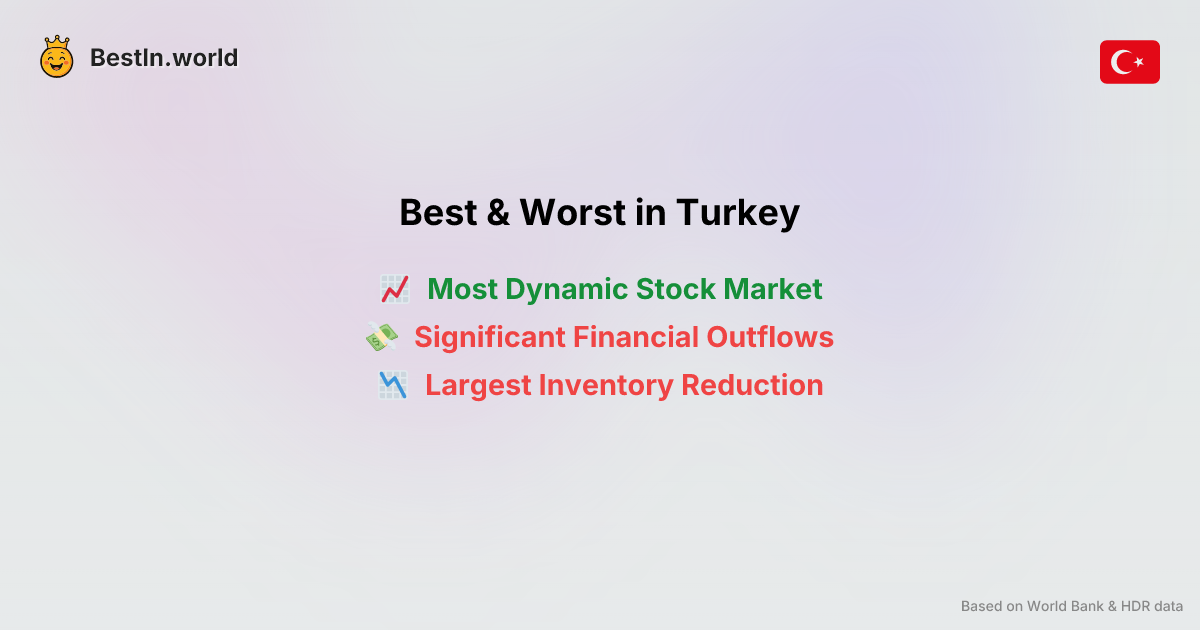 BestIn.world
Best & Worst in Turkey
Most Dynamic Stock Market
Significant Financial Outflows
Largest Inventory Reduction
Based on World Bank & HDR data